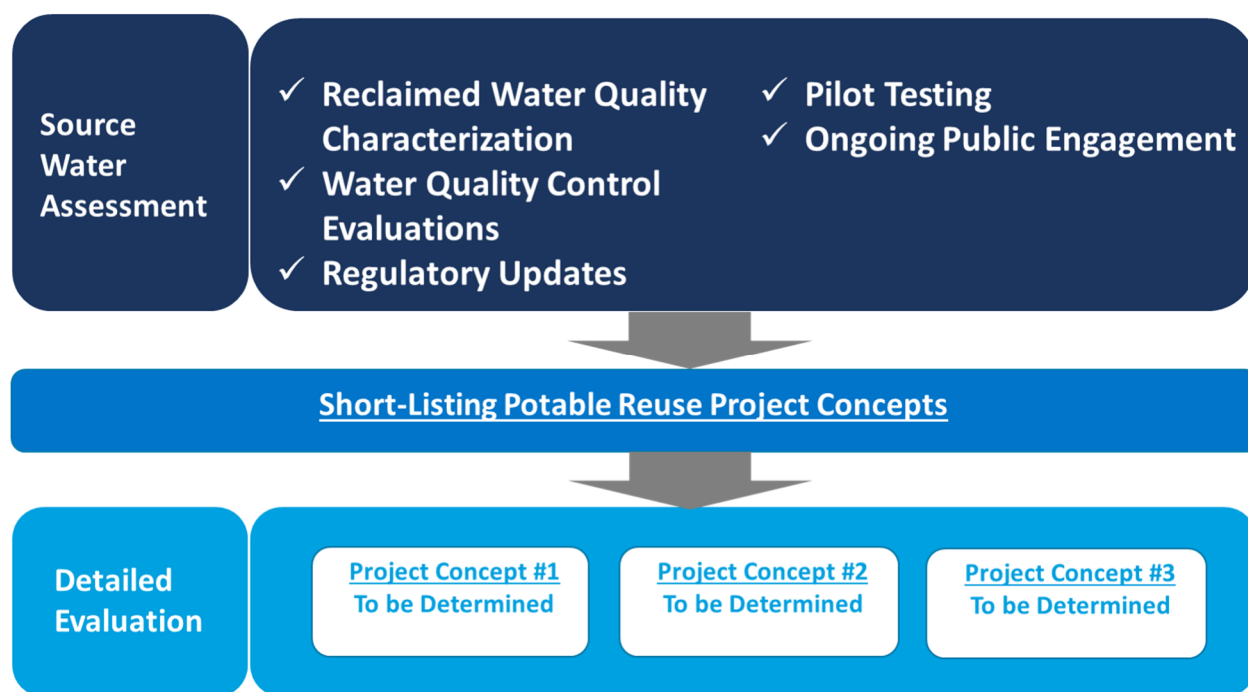 Source
Water
Assessment
✓ Reclaimed Water Quality
Characterization
✓ Water Quality Control
Evaluations
✓ Regulatory Updates
✓ Pilot Testing
✓ Ongoing Public Engagement
Short-Listing Potable Reuse Project Concepts
Detailed
Evaluation
Project Concept #1
To be Determined
Project Concept #2
To be Determined
Project Concept #3
To be Determined